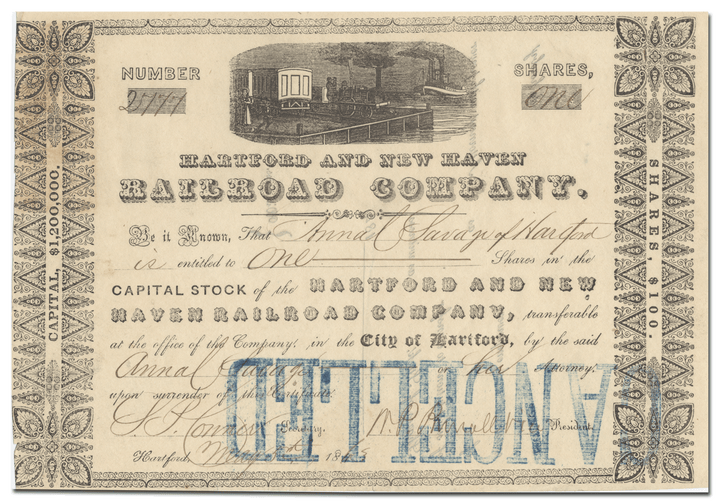 NUMBER
SHARES,
ONE
HARTFORD AND NEW HAVEN
RAILROAD COMPANY.
Be it Known, That Anna C Savage of Hartford
is entitled to One Shares in the
CAPITAL STOCK of the HARTFORD AND NEW
HAVEN RAILROAD COMPANY, transferable
at the office of the Company, in the City of Hartford, by the said
Anna C Savage or her Attorney,
upon surrender of this Certificate.
Secretary. President.
Hartford, 184
CAPITAL, $1,200,000.
SHARES, $100.
CANCELLED